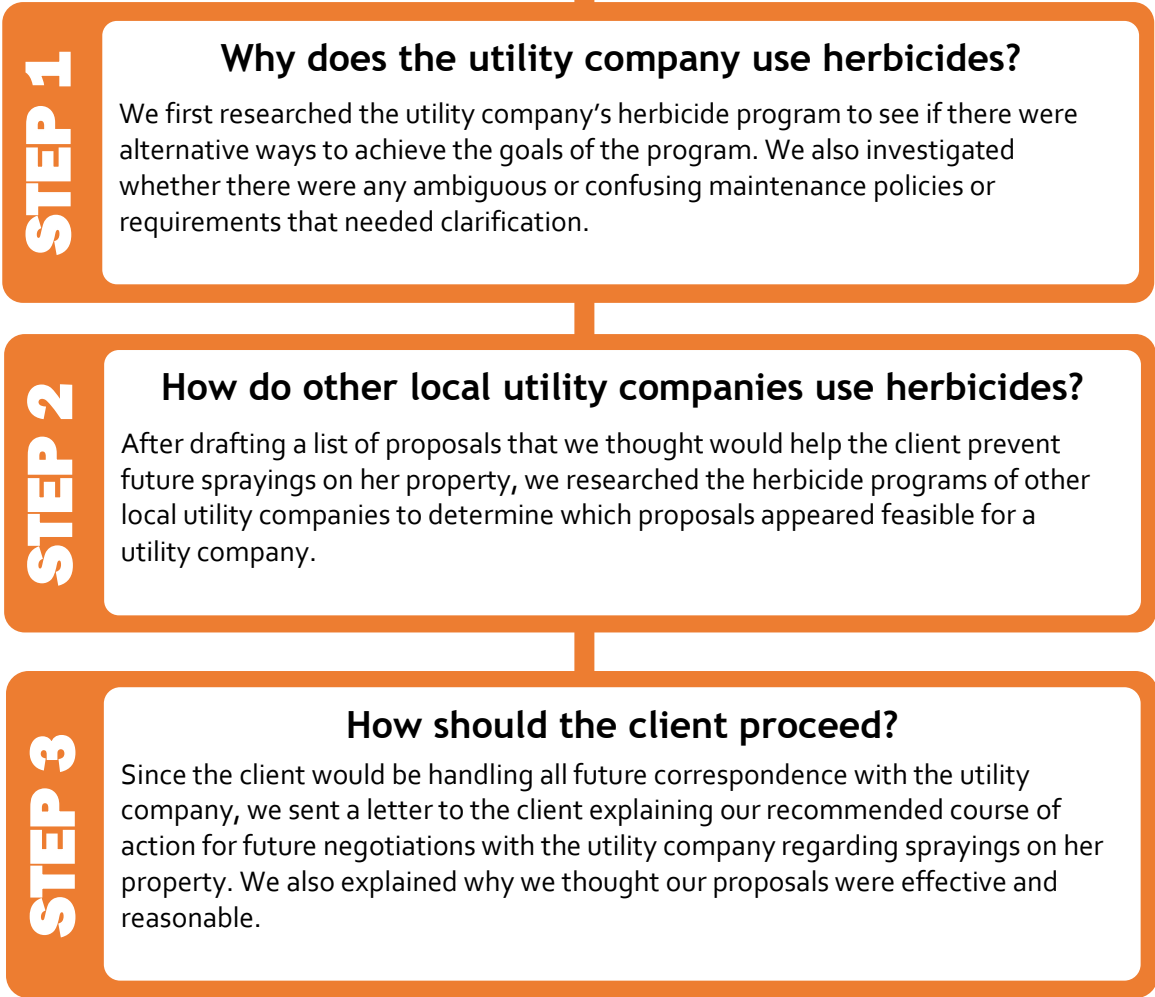 STEP 1
Why does the utility company use herbicides?
We first researched the utility company’s herbicide program to see if there were
alternative ways to achieve the goals of the program. We also investigated
whether there were any ambiguous or confusing maintenance policies or
requirements that needed clarification.
STEP 2
How do other local utility companies use herbicides?
After drafting a list of proposals that we thought would help the client prevent
future sprayings on her property, we researched the herbicide programs of other
local utility companies to determine which proposals appeared feasible for a
utility company.
STEP 3
How should the client proceed?
Since the client would be handling all future correspondence with the utility
company, we sent a letter to the client explaining our recommended course of
action for future negotiations with the utility company regarding sprayings on her
property. We also explained why we thought our proposals were effective and
reasonable.